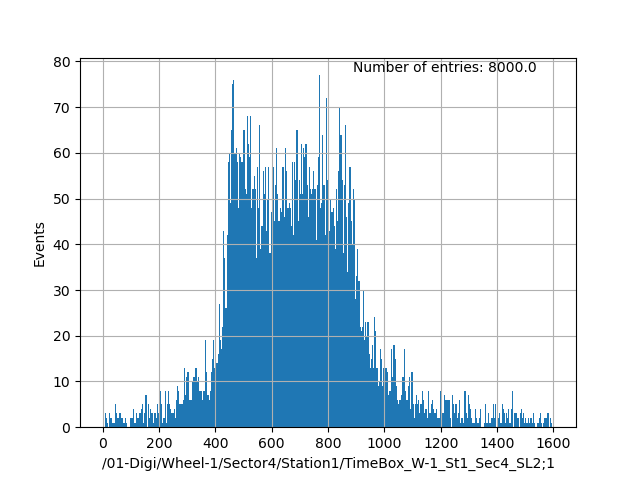 80
Number of entries: 8000.0
70
60
50
40
30
20
10
0
Events
0 200 400 600 800 1000 1200 1400 1600
/01-Digi/Wheel-1/Sector4/Station1/TimeBox_W-1_St1_Sec4_SL2;1